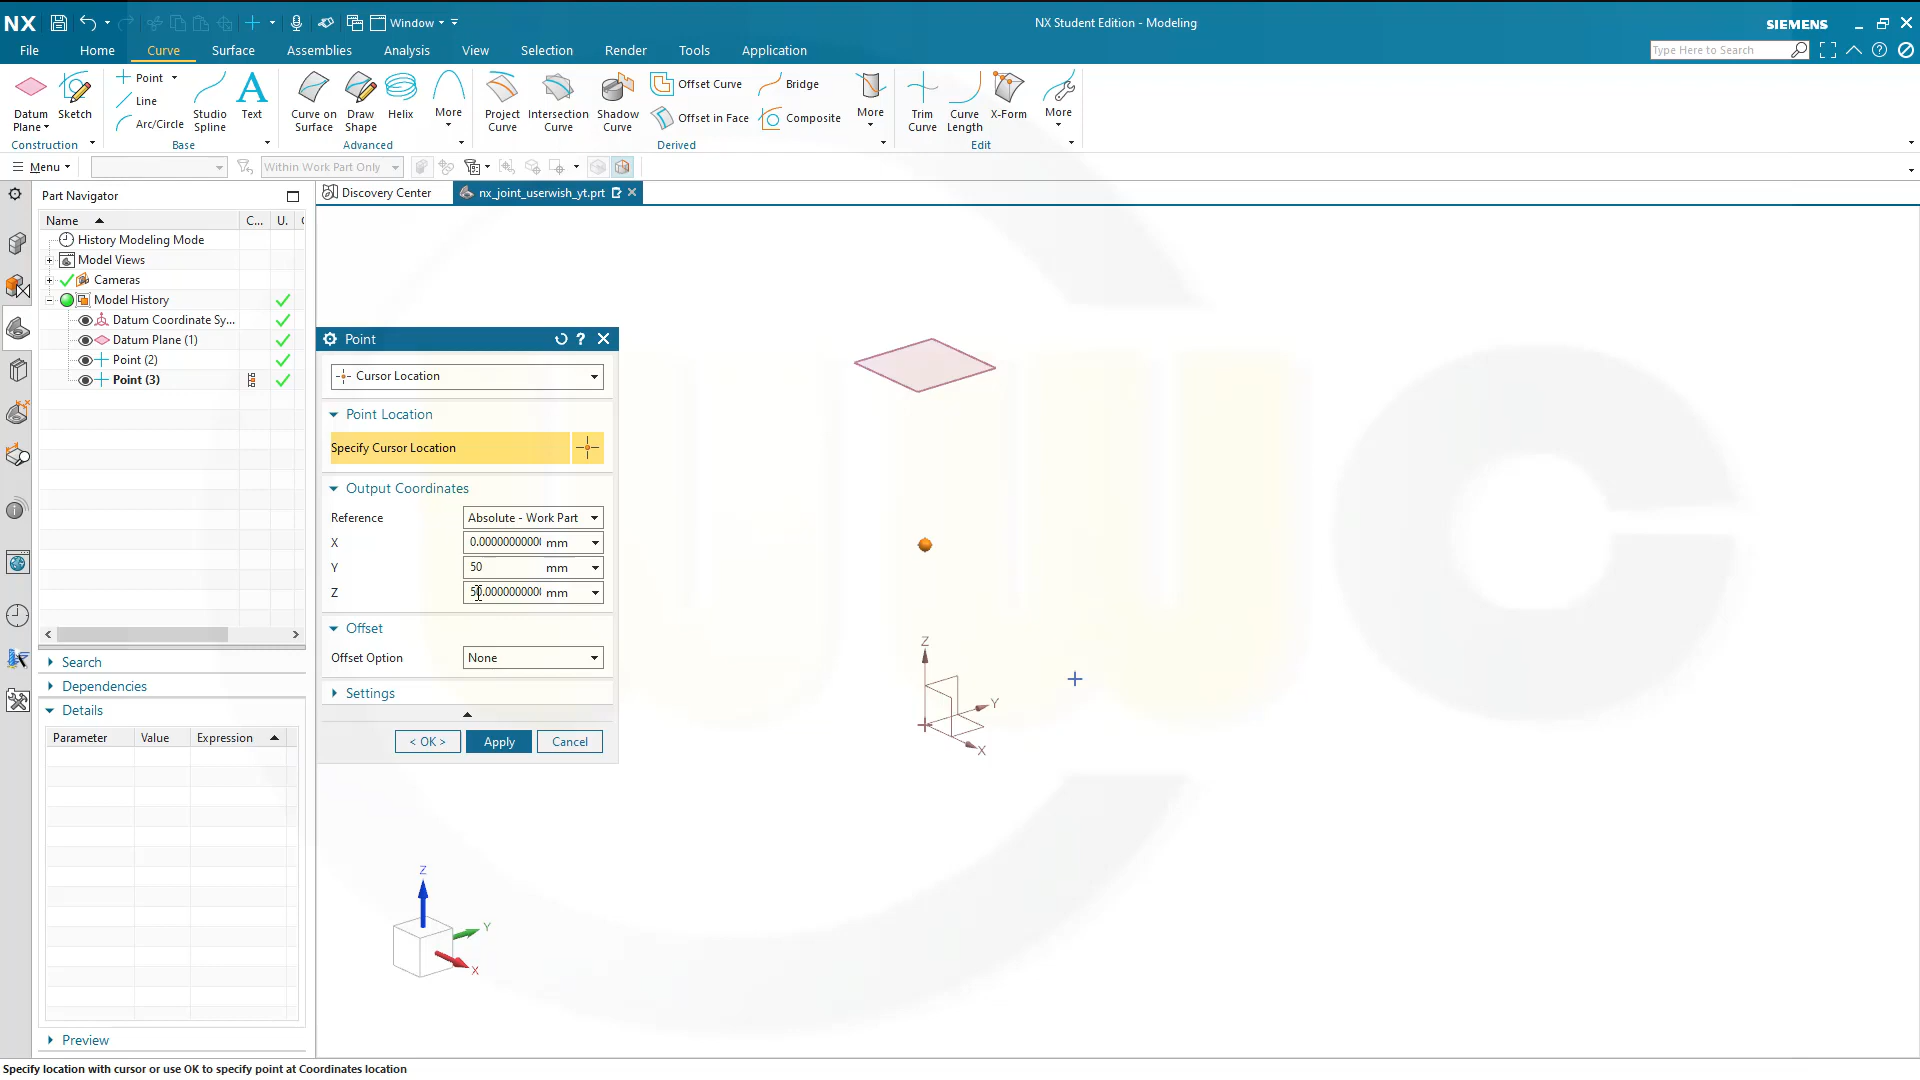 NX
Window
NX Student Edition - Modeling
SIEMENS
File
Home
Curve
Surface
Assemblies
Analysis
View
Selection
Render
Tools
Application
Type Here to Search
Datum Plane
Sketch
Point
Line
Arc/Circle
Studio Spline
Text
Curve on Surface
Draw Shape
Helix
More
Project Curve
Intersection Curve
Shadow Curve
Offset Curve
Offset in Face
Bridge
Composite
More
Trim Curve
Curve Length
X-Form
More
Construction
Base
Advanced
Derived
Edit
Menu
Within Work Part Only
Part Navigator
Discovery Center
nx_joint_userwish_yt.prt
Name
C...
U.
History Modeling Mode
Model Views
Cameras
Model History
Datum Coordinate Sy...
Datum Plane (1)
Point (2)
Point (3)
Search
Dependencies
Details
Parameter
Value
Expression
Preview
Point
Cursor Location
Point Location
Specify Cursor Location
Output Coordinates
Reference
Absolute - Work Part
X
0.0000000000 mm
Y
50 mm
Z
50.000000000 mm
Offset
Offset Option
None
Settings
< OK >
Apply
Cancel
Z
Y
X
Z
Y
X
UWC
Specify location with cursor or use OK to specify point at Coordinates location